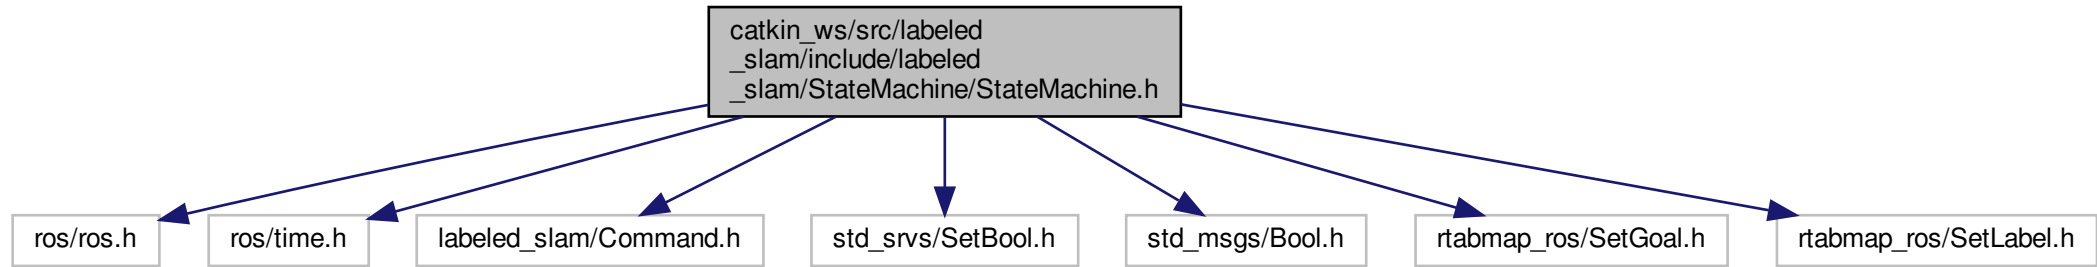 catkin_ws/src/labeled
_slam/include/labeled
_slam/StateMachine/StateMachine.h
ros/ros.h
ros/time.h
labeled_slam/Command.h
std_srvs/SetBool.h
std_msgs/Bool.h
rtabmap_ros/SetGoal.h
rtabmap_ros/SetLabel.h